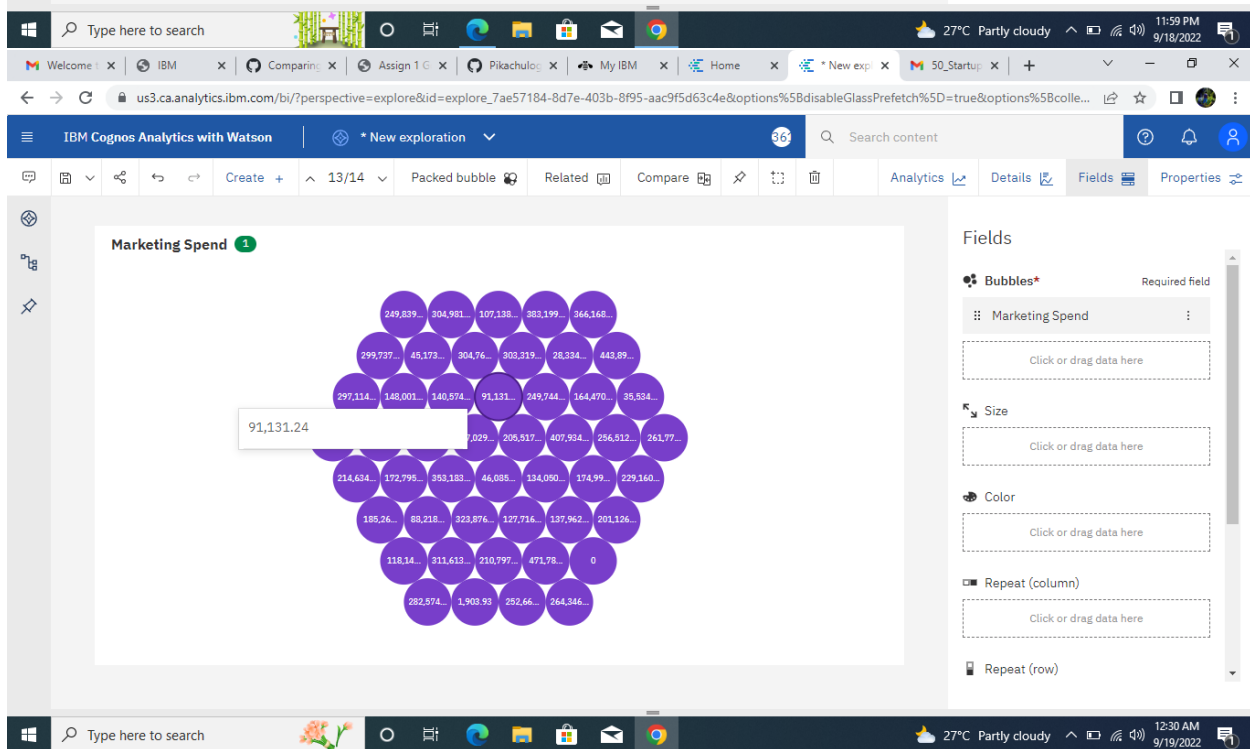 Type here to search
27°C Partly cloudy
11:59 PM
9/18/2022
1
Welcome t
IBM
Comparing
Assign 1 G
Pikachulog
My IBM
Home
* New expl
50_Startup
us3.ca.analytics.ibm.com/bi/?perspective=explore&id=explore_7ae57184-8d7e-403b-8f95-aac9f5d63c4e&options%5BdisableGlassPrefetch%5D=true&options%5Bcolle...
IBM Cognos Analytics with Watson
* New exploration
Search content
Create +
13/14
Packed bubble
Related
Compare
Analytics
Details
Fields
Properties
Marketing Spend 1
249,839... 304,981... 107,138... 383,199... 366,168...
299,737... 45,173... 304,76... 303,319... 28,334... 443,89...
297,114... 148,001... 140,574... 91,131... 249,744... 164,470... 35,534...
91,131.24
,029... 205,517... 407,934... 256,512... 261,77...
214,634... 172,795... 353,183... 46,085... 134,050... 174,99... 229,160...
185,26... 88,218... 323,876... 127,716... 137,962... 201,126...
118,14... 311,613... 210,797... 471,78... 0
282,574... 1,903.93 252,66... 264,346...
Fields
Bubbles* Required field
Marketing Spend
Click or drag data here
Size
Click or drag data here
Color
Click or drag data here
Repeat (column)
Click or drag data here
Repeat (row)
Type here to search
27°C Partly cloudy
12:30 AM
9/19/2022
1